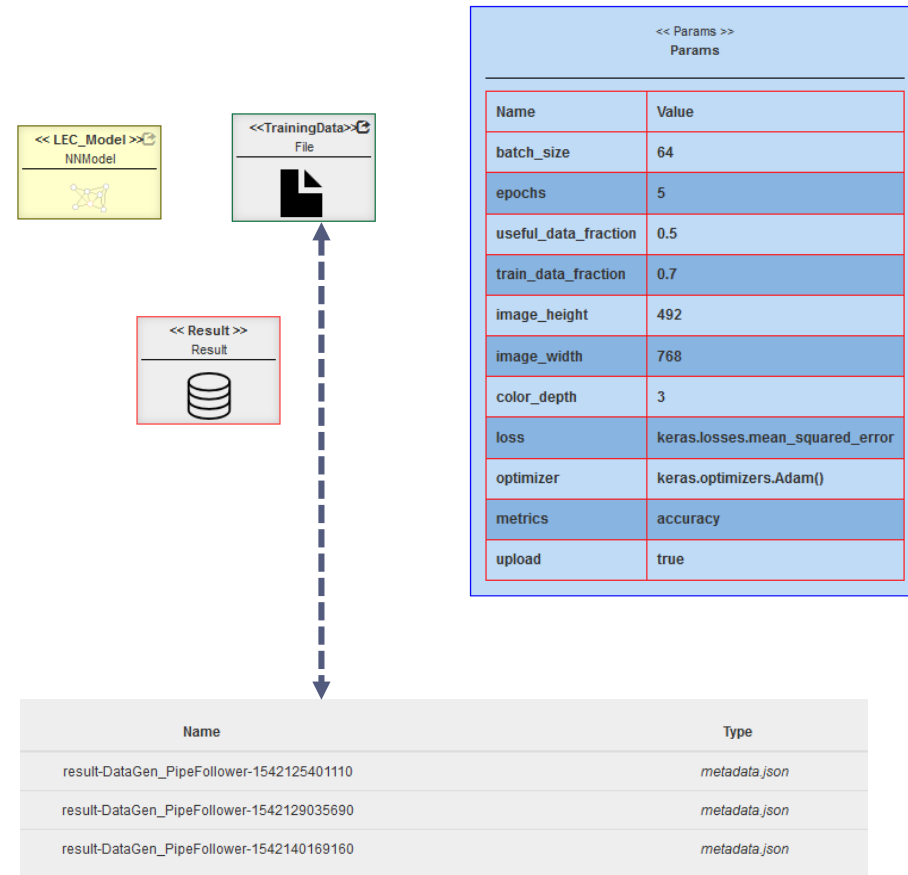 << LEC_Model >>
NNModel
<<TrainingData>>
File
<< Result >>
Result
<< Params >>
Params
Name Value
batch_size 64
epochs 5
useful_data_fraction 0.5
train_data_fraction 0.7
image_height 492
image_width 768
color_depth 3
loss keras.losses.mean_squared_error
optimizer keras.optimizers.Adam()
metrics accuracy
upload true
Name Type
result-DataGen_PipeFollower-1542125401110 metadata.json
result-DataGen_PipeFollower-1542129035690 metadata.json
result-DataGen_PipeFollower-1542140169160 metadata.json